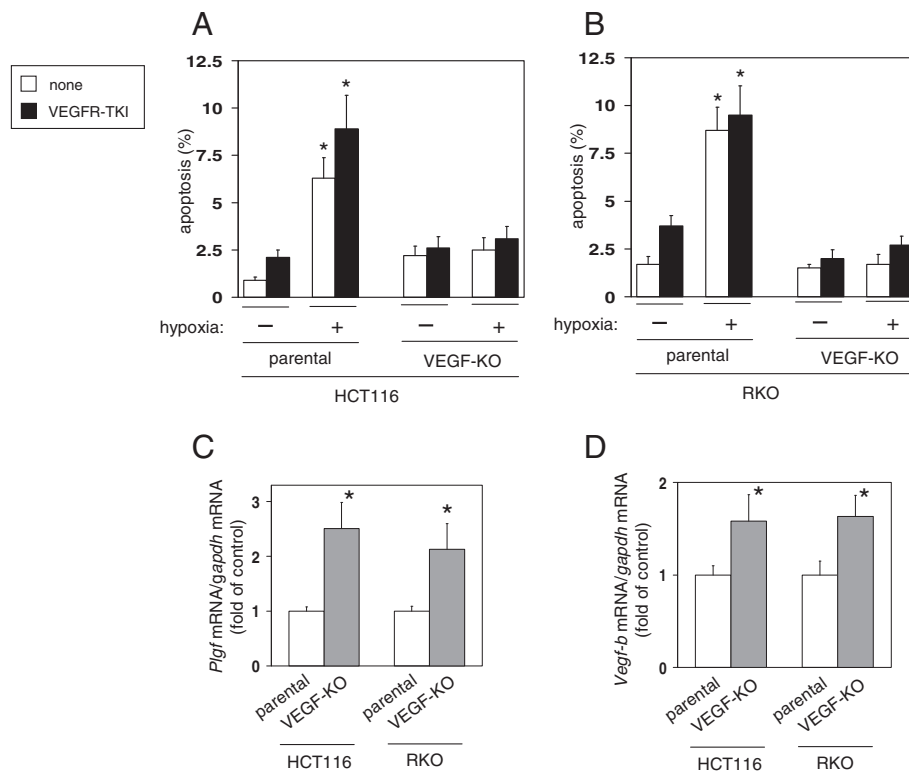 A
B
none
VEGFR-TKI
apoptosis (%)
12.5
10
7.5
5
2.5
0
*
*
hypoxia:
−
+
−
+
parental
VEGF-KO
HCT116
apoptosis (%)
12.5
10
7.5
5
2.5
0
*
*
hypoxia:
−
+
−
+
parental
VEGF-KO
RKO
C
Plgf mRNA/gapdh mRNA
(fold of control)
3
2
1
0
*
*
parental
VEGF-KO
parental
VEGF-KO
HCT116
RKO
D
Vegf-b mRNA/gapdh mRNA
(fold of control)
2
1
0
*
*
parental
VEGF-KO
parental
VEGF-KO
HCT116
RKO